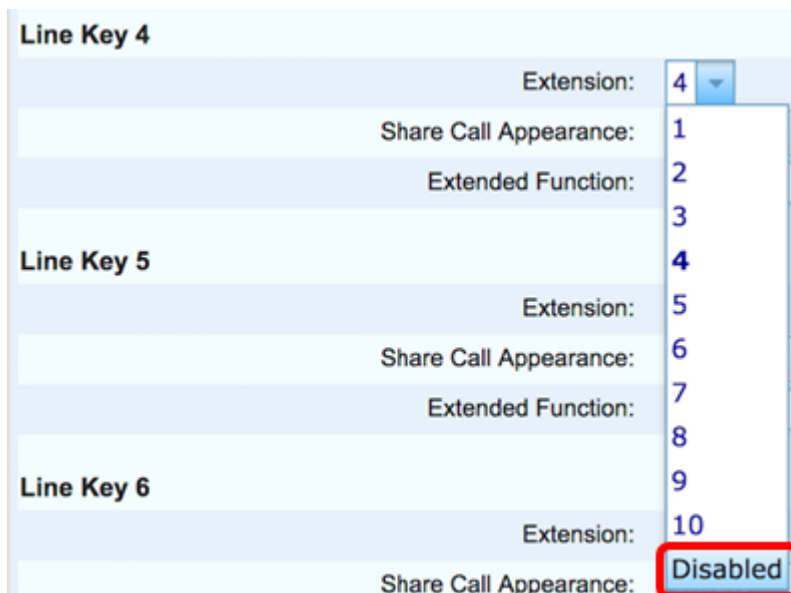 Line Key 4
Extension: 4
Share Call Appearance: 1
Extended Function: 2
3
Line Key 5 4
Extension: 5
Share Call Appearance: 6
Extended Function: 7
8
Line Key 6 9
Extension: 10
Share Call Appearance: Disabled